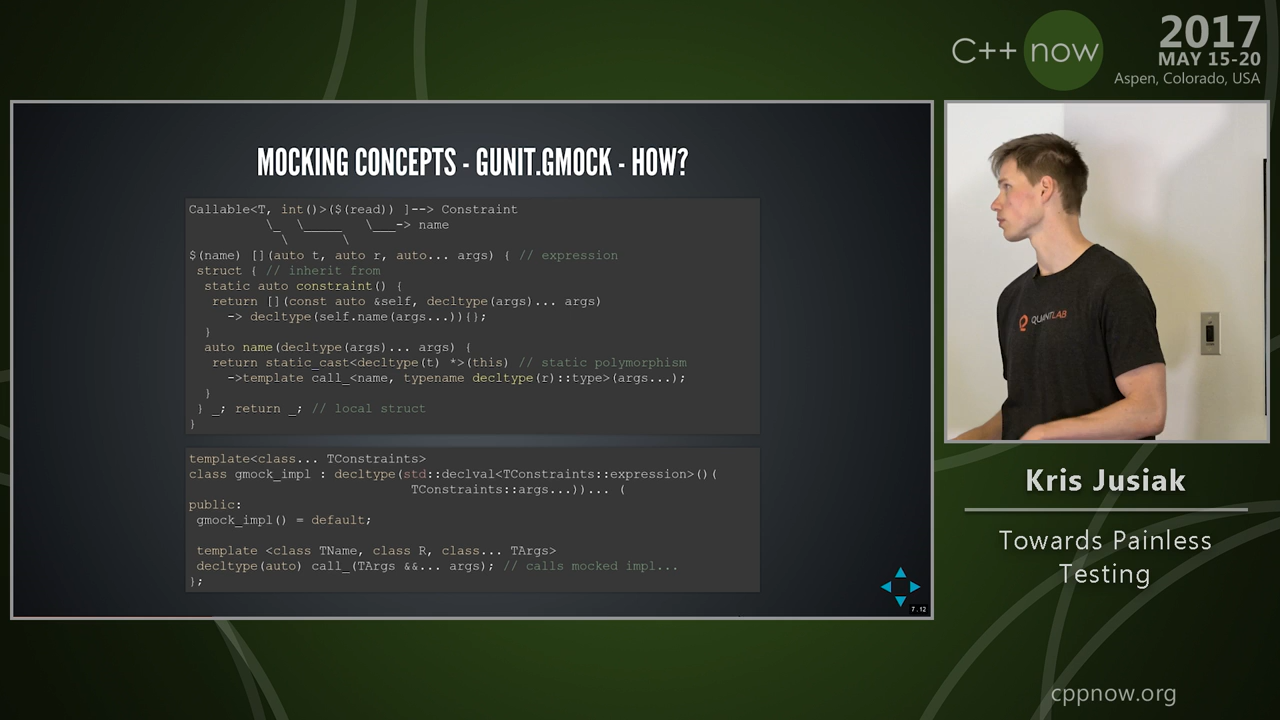 C++ now
2017
MAY 15-20
Aspen, Colorado, USA
MOCKING CONCEPTS - GUNIT.GMOCK - HOW?
Callable<T, int()>($(read)) ]--> Constraint
\_ \_____ \___-> name
\ \
$(name) [](auto t, auto r, auto... args) { // expression
struct { // inherit from
static auto constraint() {
return [](const auto &self, decltype(args)... args)
-> decltype(self.name(args...)){};
}
auto name(decltype(args)... args) {
return static_cast<decltype(t) *>(this) // static polymorphism
->template call_<name, typename decltype(r)::type>(args...);
}
} _; return _; // local struct
}
template<class... TConstraints>
class gmock_impl : decltype(std::declval<TConstraints::expression>()(
TConstraints::args...))... (
public:
gmock_impl() = default;
template <class TName, class R, class... TArgs>
decltype(auto) call_(TArgs &&... args); // calls mocked impl...
};
7.12
QUANTLAB
Kris Jusiak
Towards Painless
Testing
cppnow.org